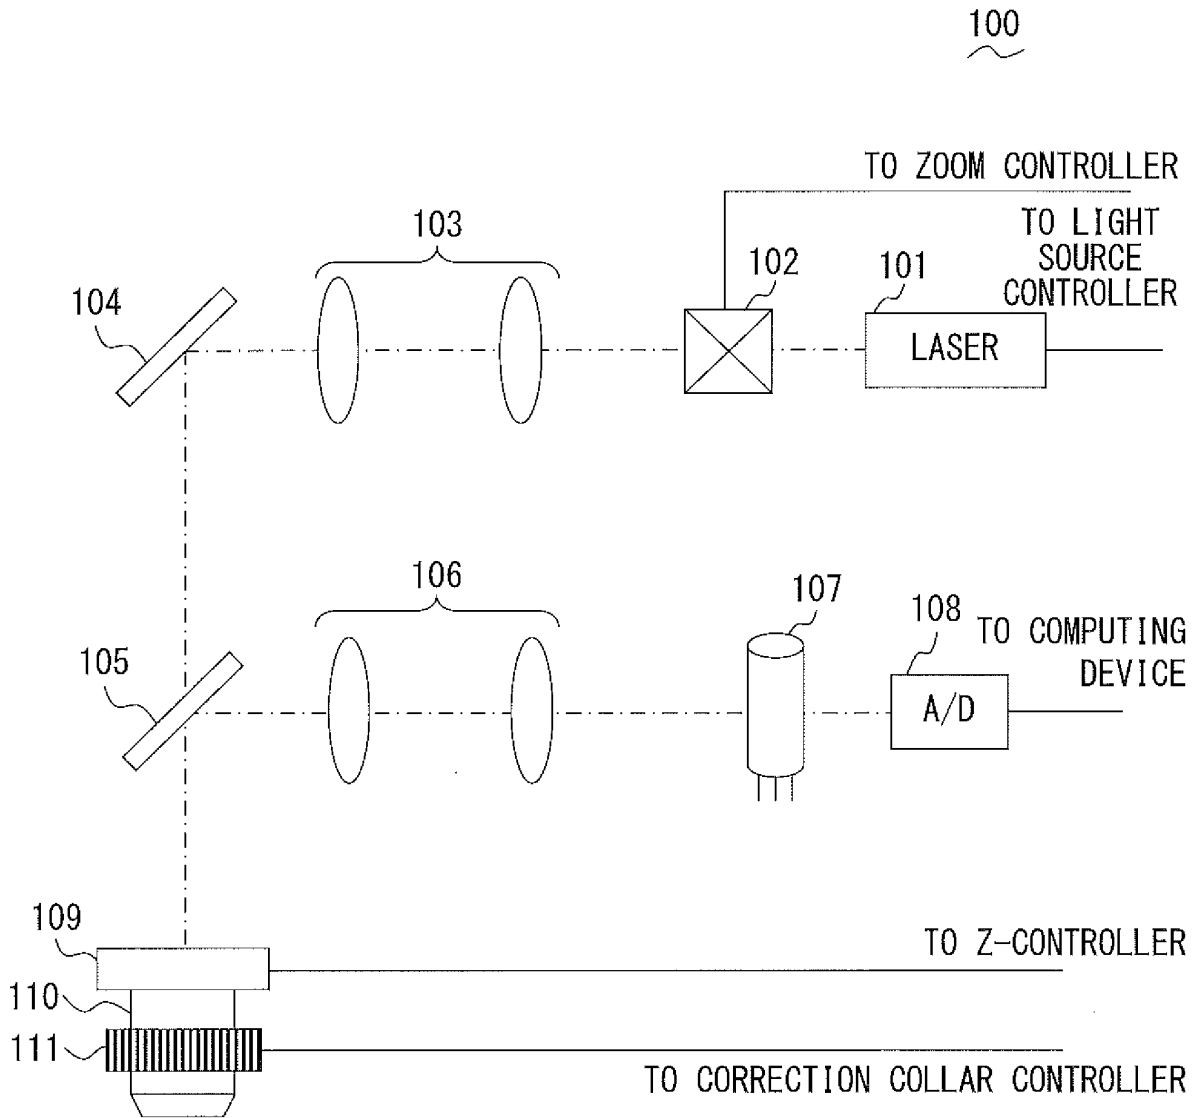 100
TO ZOOM CONTROLLER
103
TO LIGHT
SOURCE
CONTROLLER
102
101
104
LASER
106
107
108
TO COMPUTING
DEVICE
105
A/D
109
TO Z-CONTROLLER
110
111
TO CORRECTION COLLAR CONTROLLER